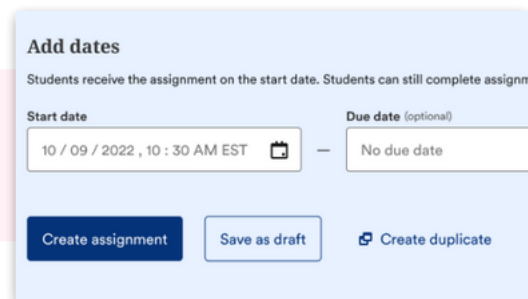 Add dates
Students receive the assignment on the start date. Students can still complete
Start date
Due date (optional)
10 / 09 / 2022 , 10 : 30 AM EST
—
No due date
Create assignment
Save as draft
Create duplicate